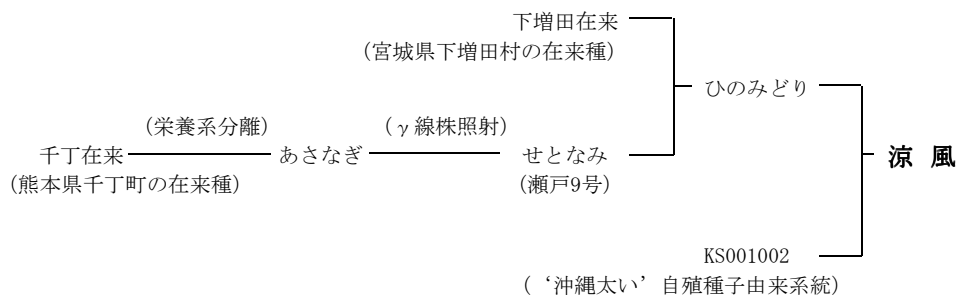 下増田在来
(宮城県下増田村の在来種)
ひのみどり
(栄養系分離)
(γ線株照射)
千丁在来
あさなぎ
せとなみ
涼 風
(熊本県千丁町の在来種)
(瀬戸9号)
KS001002
(‘沖縄太い’自殖種子由来系統)